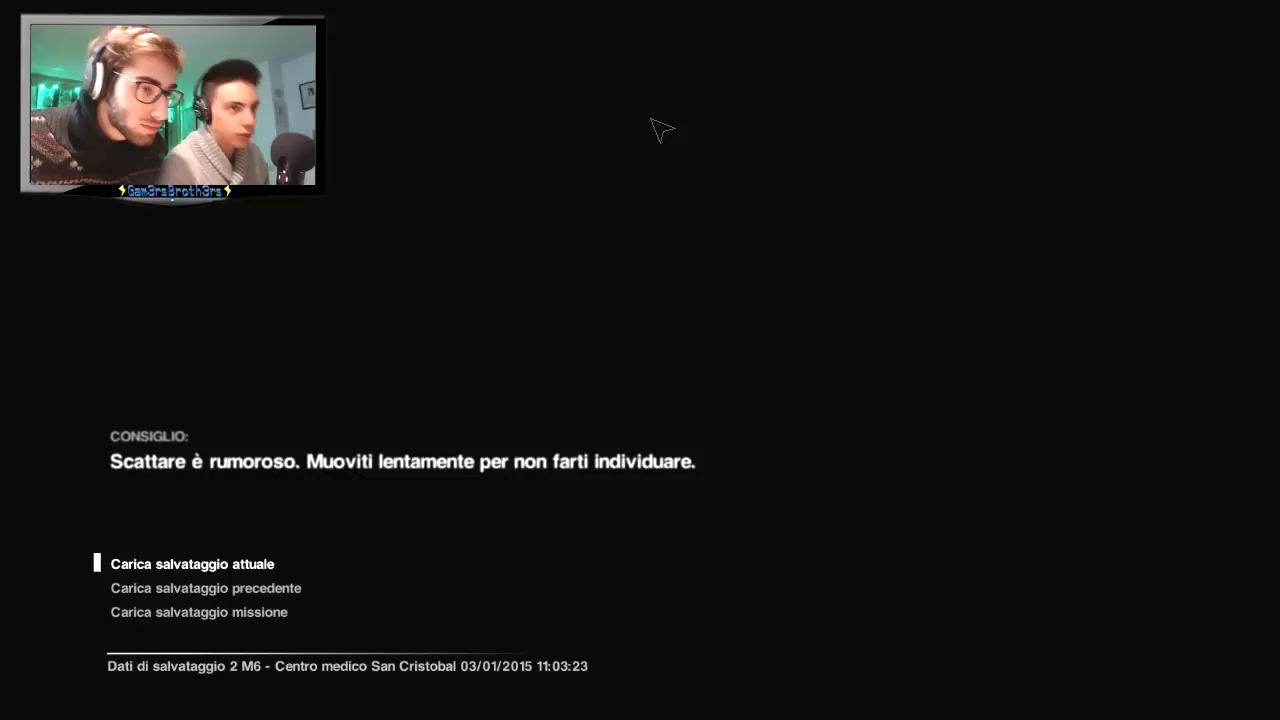 Gam3rsBroth3rs
CONSIGLIO:
Scattare è rumoroso. Muoviti lentamente per non farti individuare.
Carica salvataggio attuale
Carica salvataggio precedente
Carica salvataggio missione
Dati di salvataggio 2 M6 - Centro medico San Cristobal 03/01/2015 11:03:23